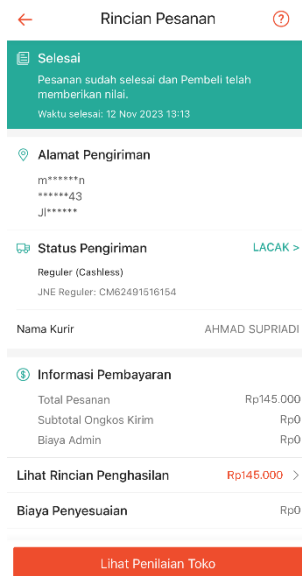 Rincian Pesanan
Selesai
Pesanan sudah selesai dan Pembeli telah
memberikan nilai.
Waktu selesai: 12 Nov 2023 13:13
Alamat Pengiriman
m******n
******43
Jl******
Status Pengiriman LACAK >
Reguler (Cashless)
JNE Reguler: CM62491516154
Nama Kurir AHMAD SUPRIADI
Informasi Pembayaran
Total Pesanan Rp145.000
Subtotal Ongkos Kirim Rp0
Biaya Admin Rp0
Lihat Rincian Penghasilan Rp145.000 >
Biaya Penyesuaian Rp0
Lihat Penilaian Toko